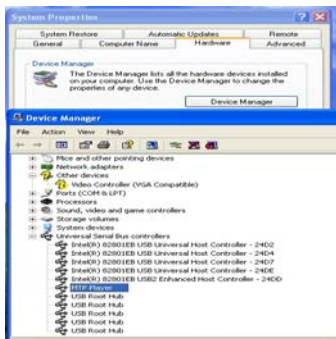 System Properties
System Restore Automatic Updates Remote
General Computer Name Hardware Advanced
Device Manager
The Device Manager lists all the hardware devices installed
on your computer. Use the Device Manager to change the
properties of any device.
Device Manager
Device Manager
File Action View Help
Mice and other pointing devices
Network adapters
Other devices
Video Controller (VGA Compatible)
Ports (COM & LPT)
Processors
Sound, video and game controllers
Storage volumes
System devices
Universal Serial Bus controllers
Intel(R) 82801EB USB Universal Host Controller - 24D2
Intel(R) 82801EB USB Universal Host Controller - 24D4
Intel(R) 82801EB USB Universal Host Controller - 24D7
Intel(R) 82801EB USB Universal Host Controller - 24DE
Intel(R) 82801EB USB2 Enhanced Host Controller - 24DD
MTP Player
USB Root Hub
USB Root Hub
USB Root Hub
USB Root Hub